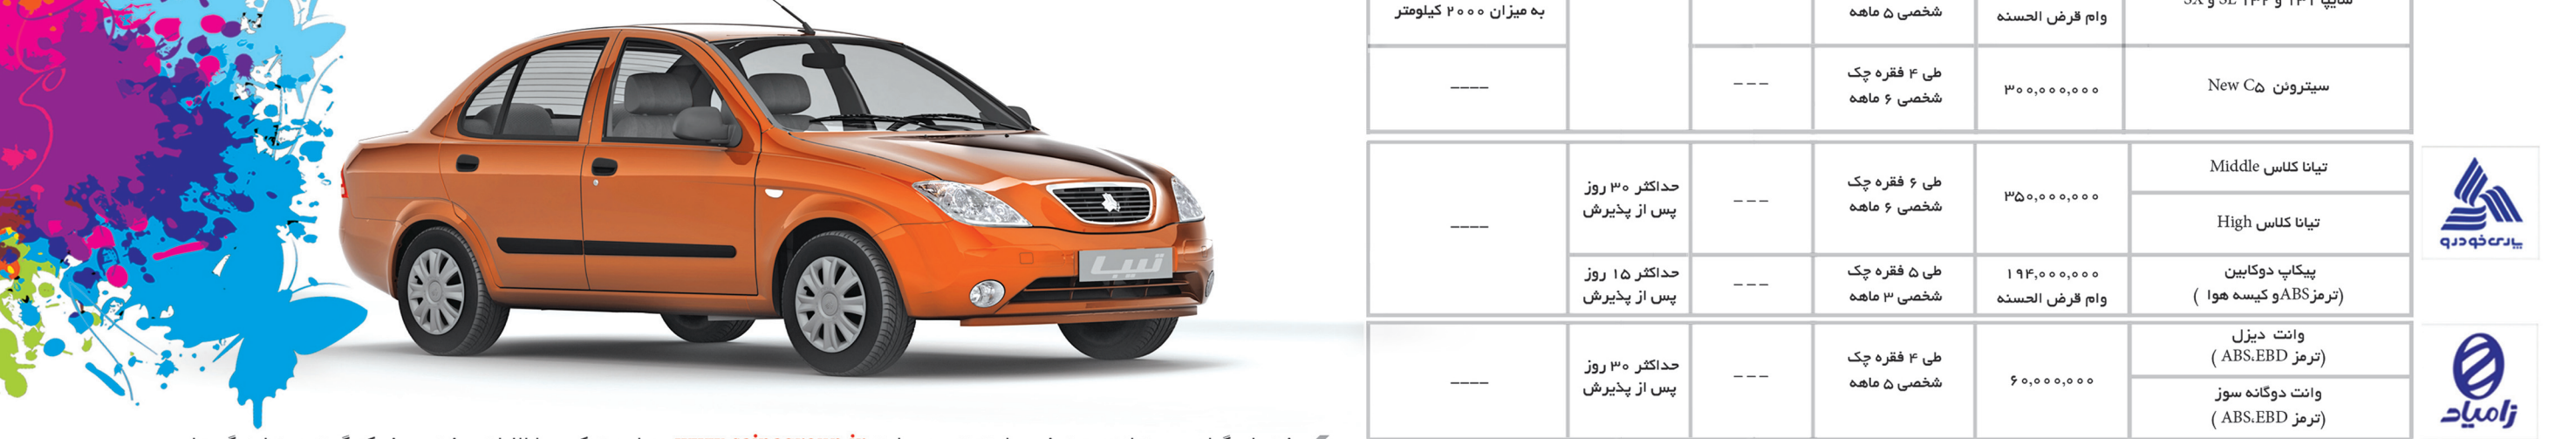 وام قرض الحسنه
شخصی ۵ ماهه
به میزان ۲۰۰۰ کیلومتر
سیتروئن New C۵
۳۰۰,۰۰۰,۰۰۰
طی ۴ فقره چک
شخصی ۶ ماهه
---
----
پارس خودرو
تیانا کلاس Middle
تیانا کلاس High
۳۵۰,۰۰۰,۰۰۰
طی ۶ فقره چک
شخصی ۶ ماهه
---
حداکثر ۳۰ روز
پس از پذیرش
----
پیکاپ دوکابین
(ترمزABSو کیسه هوا )
۱۹۴,۰۰۰,۰۰۰
وام قرض الحسنه
طی ۵ فقره چک
شخصی ۳ ماهه
---
حداکثر ۱۵ روز
پس از پذیرش
زامیاد
وانت دیزل
(ترمز ABS،EBD )
وانت دوگانه سوز
(ترمز ABS،EBD )
۶۰,۰۰۰,۰۰۰
طی ۴ فقره چک
شخصی ۵ ماهه
---
حداکثر ۳۰ روز
پس از پذیرش
----
تیبا